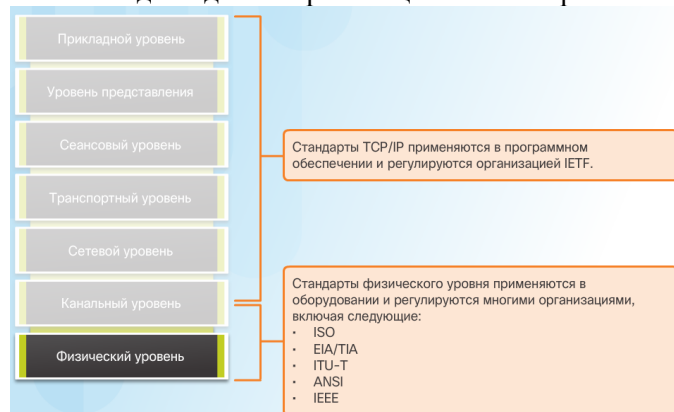 Прикладной уровень
Уровень представления
Сеансовый уровень
Транспортный уровень
Сетевой уровень
Канальный уровень
Физический уровень
Стандарты TCP/IP применяются в программном
обеспечении и регулируются организацией IETF.
Стандарты физического уровня применяются в
оборудовании и регулируются многими организациями,
включая следующие:
• ISO
• EIA/TIA
• ITU-T
• ANSI
• IEEE